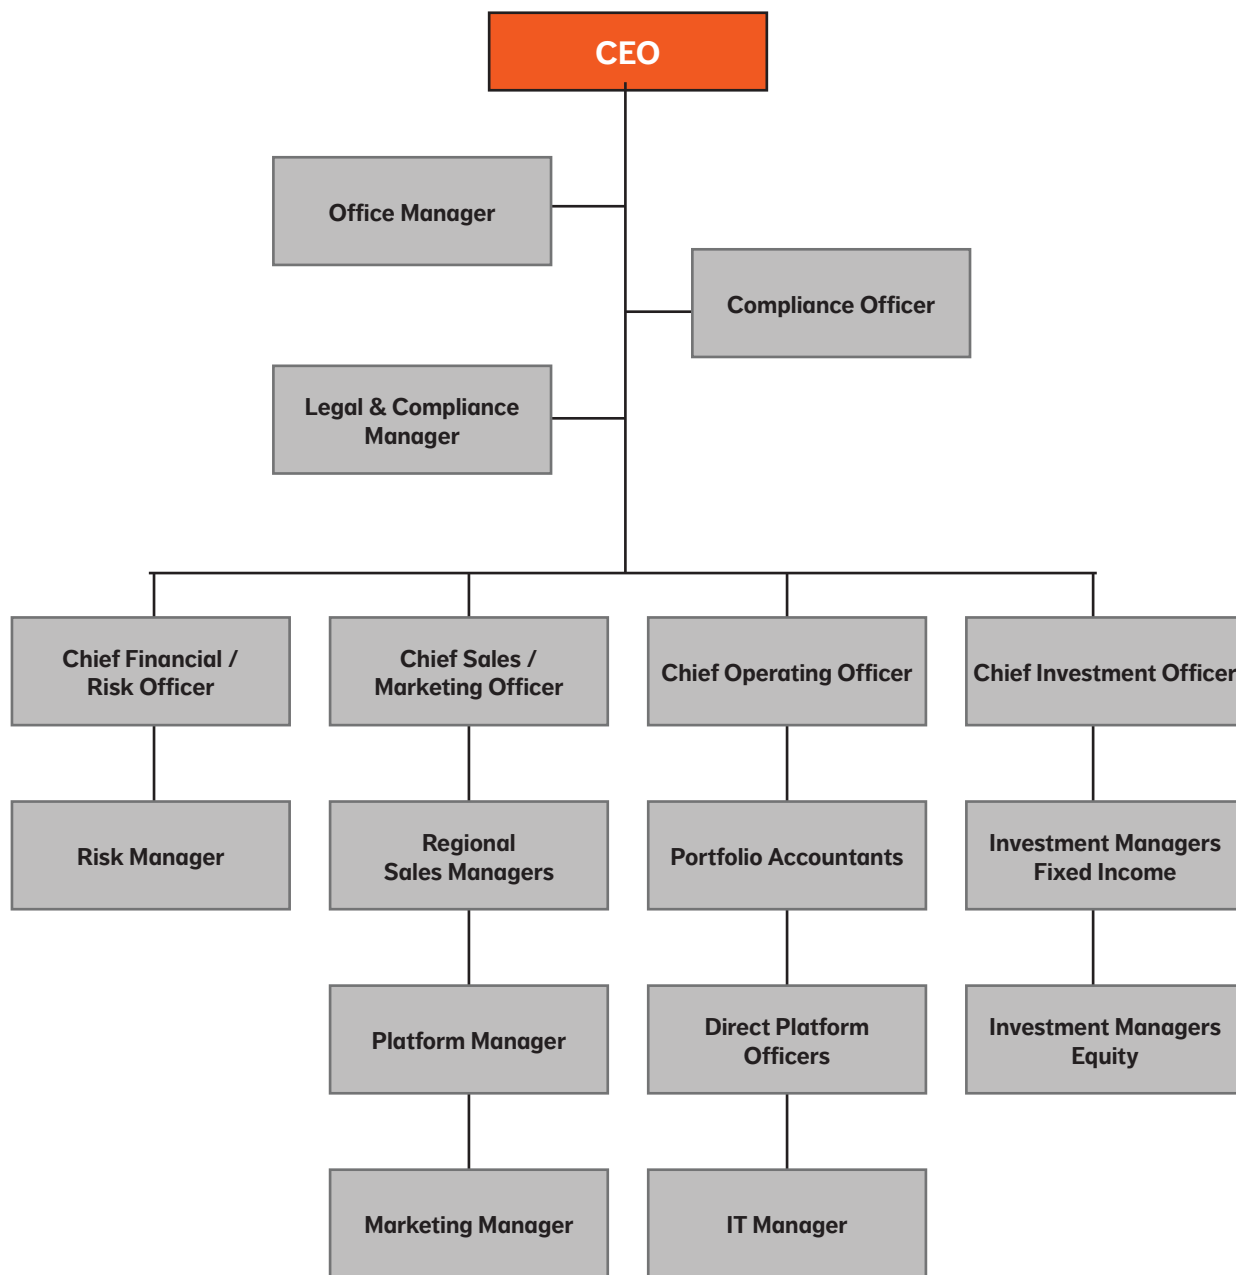 CEO
Office Manager
Compliance Officer
Legal & Compliance
Manager
Chief Financial /
Risk Officer
Chief Sales /
Marketing Officer
Chief Operating Officer
Chief Investment Officer
Risk Manager
Regional
Sales Managers
Portfolio Accountants
Investment Managers
Fixed Income
Platform Manager
Direct Platform
Officers
Investment Managers
Equity
Marketing Manager
IT Manager